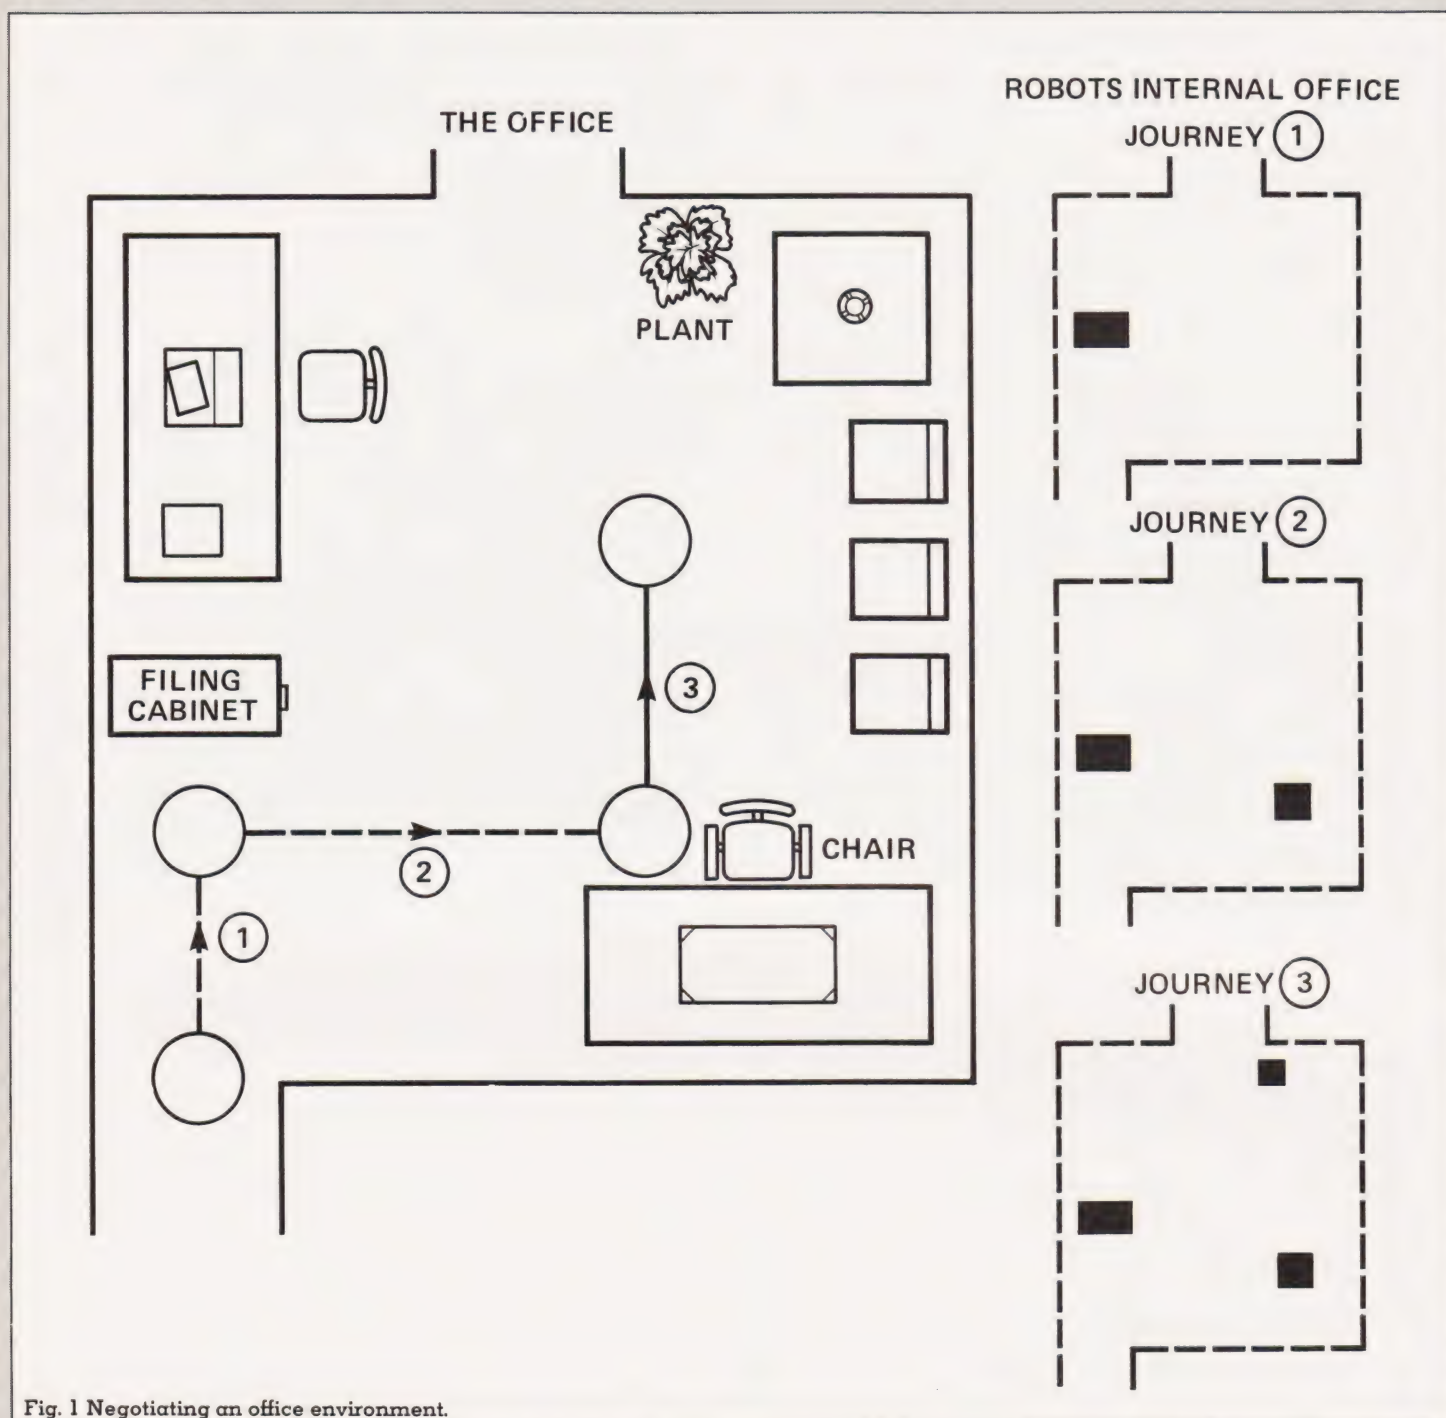 THE OFFICE
PLANT
FILING
CABINET
3
2
CHAIR
1
ROBOTS INTERNAL OFFICE
JOURNEY 1
JOURNEY 2
JOURNEY 3
Fig. 1 Negotiating an office environment.